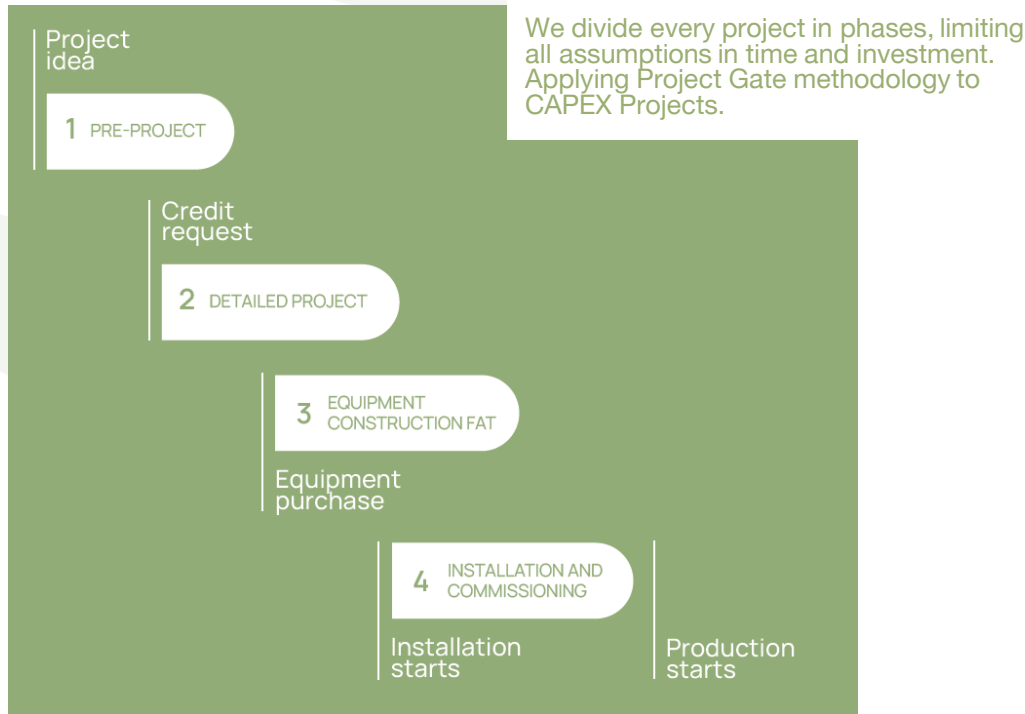 We divide every project in phases, limiting
all assumptions in time and investment.
Applying Project Gate methodology to
CAPEX Projects.
Project
idea
1 PRE-PROJECT
Credit
request
2 DETAILED PROJECT
3 EQUIPMENT
CONSTRUCTION FAT
Equipment
purchase
4 INSTALLATION AND
COMMISSIONING
Installation
starts
Production
starts